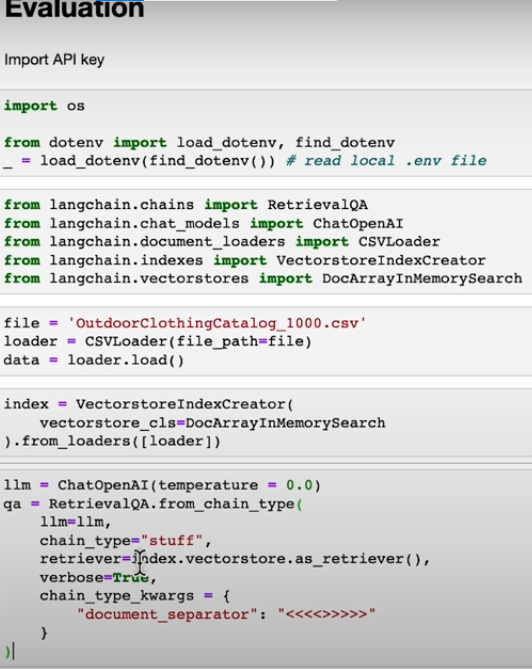 Evaluation
Import API key
import os
from dotenv import load_dotenv, find_dotenv
_ = load_dotenv(find_dotenv()) # read local .env file
from langchain.chains import RetrievalQA
from langchain.chat_models import ChatOpenAI
from langchain.document_loaders import CSVLoader
from langchain.indexes import VectorstoreIndexCreator
from langchain.vectorstores import DocArrayInMemorySearch
file = 'OutdoorClothingCatalog_1000.csv'
loader = CSVLoader(file_path=file)
data = loader.load()
index = VectorstoreIndexCreator(
    vectorstore_cls=DocArrayInMemorySearch
).from_loaders([loader])
llm = ChatOpenAI(temperature = 0.0)
qa = RetrievalQA.from_chain_type(
    llm=llm,
    chain_type="stuff",
    retriever=index.vectorstore.as_retriever(),
    verbose=True,
    chain_type_kwargs = {
        "document_separator": "<<<<>>>>>"
    }
)